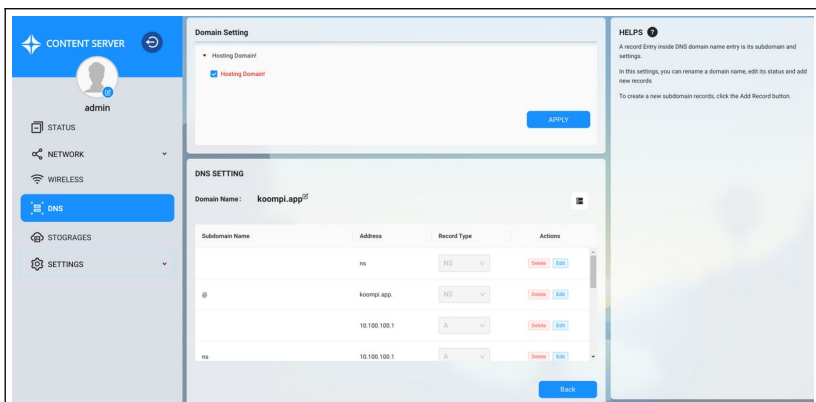 CONTENT SERVER
admin
STATUS
NETWORK
WIRELESS
DNS
STOGRAGES
SETTINGS
Domain Setting
Hosting Domain!
Hosting Domain!
APPLY
DNS SETTING
Domain Name : koompi.app
Subdomain Name Address Record Type Actions
ns NS Delete Edit
@ koompi.app. NS Delete Edit
10.100.100.1 A Delete Edit
ns 10.100.100.1 A Delete Edit
Back
HELPS ?
A record Entry inside DNS domain name entry is its subdomain and
settings.
In this settings, you can rename a domain name, edit its status and add
new records
To create a new subdomain records, click the Add Record button.